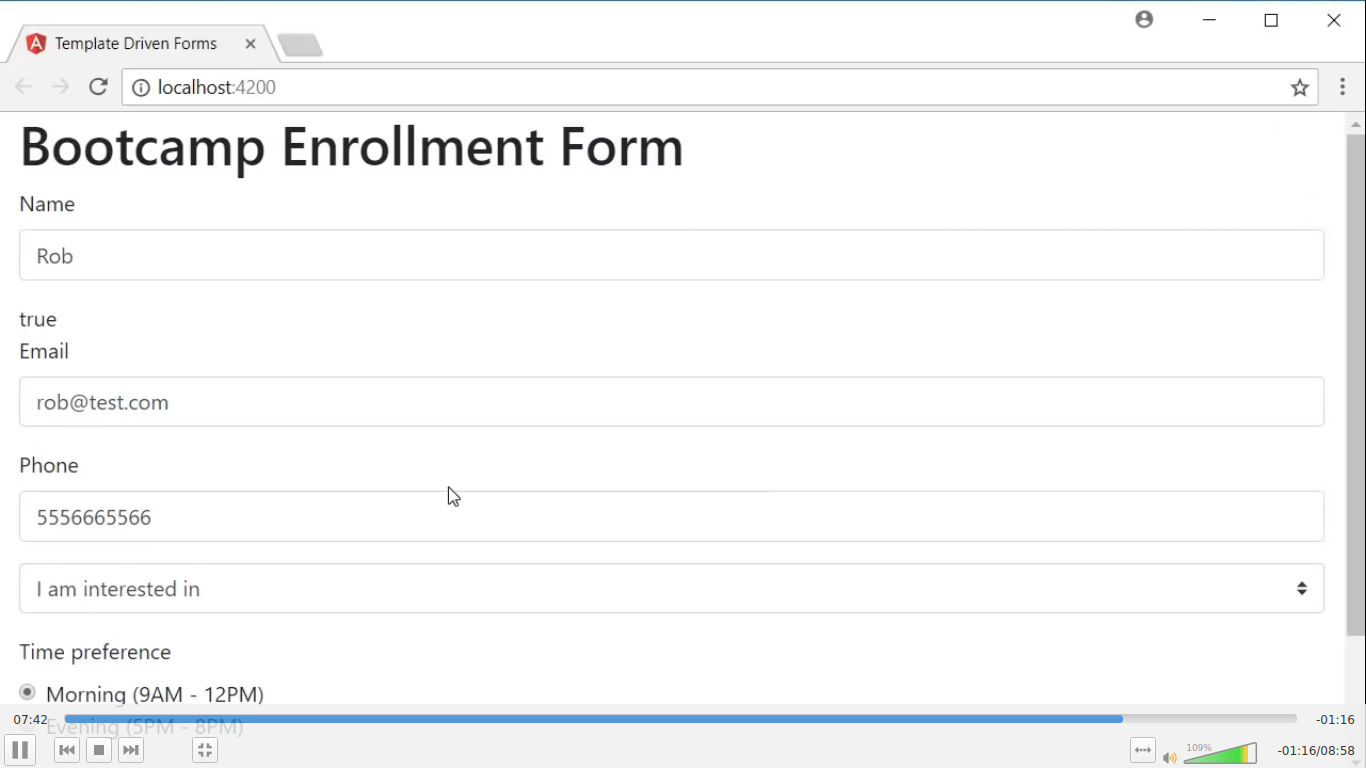 Template Driven Forms
localhost:4200
Bootcamp Enrollment Form
Name
Rob
true
Email
rob@test.com
Phone
5556665566
I am interested in
Time preference
Morning (9AM - 12PM)
07:42 -01:16
Evening (5PM - 8PM)
109% -01:16/08:58